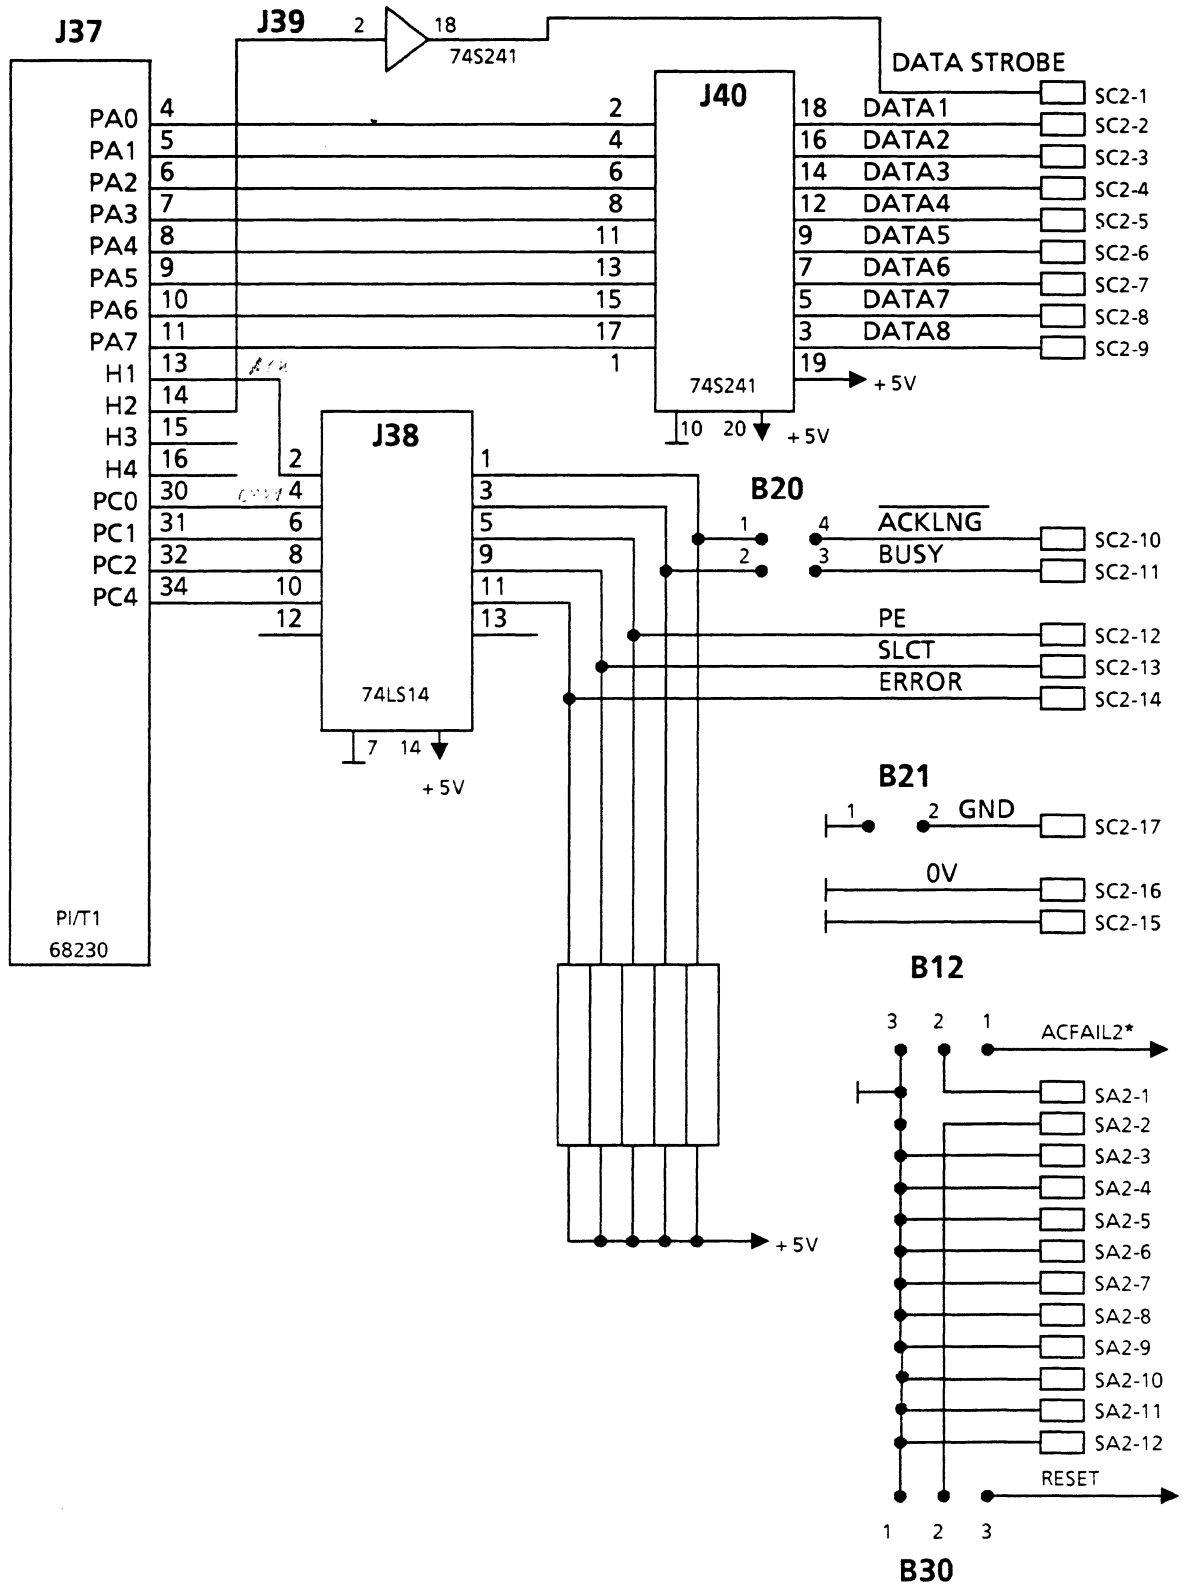 J37
J39
2
18
74S241
DATA STROBE
SC2-1
J40
PA0 4 2 18 DATA1 SC2-2
PA1 5 4 16 DATA2 SC2-3
PA2 6 6 14 DATA3 SC2-4
PA3 7 8 12 DATA4 SC2-5
PA4 8 11 9 DATA5 SC2-6
PA5 9 13 7 DATA6 SC2-7
PA6 10 15 5 DATA7 SC2-8
PA7 11 17 3 DATA8 SC2-9
H1 13 1 19 +5V
74S241
H2 14
10 20 +5V
H3 15
J38
H4 16 2 1
B20
PC0 30 4 3
PC1 31 6 5 1 4 ACKLNG SC2-10
PC2 32 8 9 2 3 BUSY SC2-11
PC4 34 10 11
12 13 PE SC2-12
SLCT SC2-13
74LS14 ERROR SC2-14
7 14
+5V
B21
1 2 GND SC2-17
0V SC2-16
SC2-15
PI/T1
68230
B12
3 2 1 ACFAIL2*
SA2-1
SA2-2
SA2-3
SA2-4
SA2-5
SA2-6
+5V
SA2-7
SA2-8
SA2-9
SA2-10
SA2-11
SA2-12
RESET
1 2 3
B30